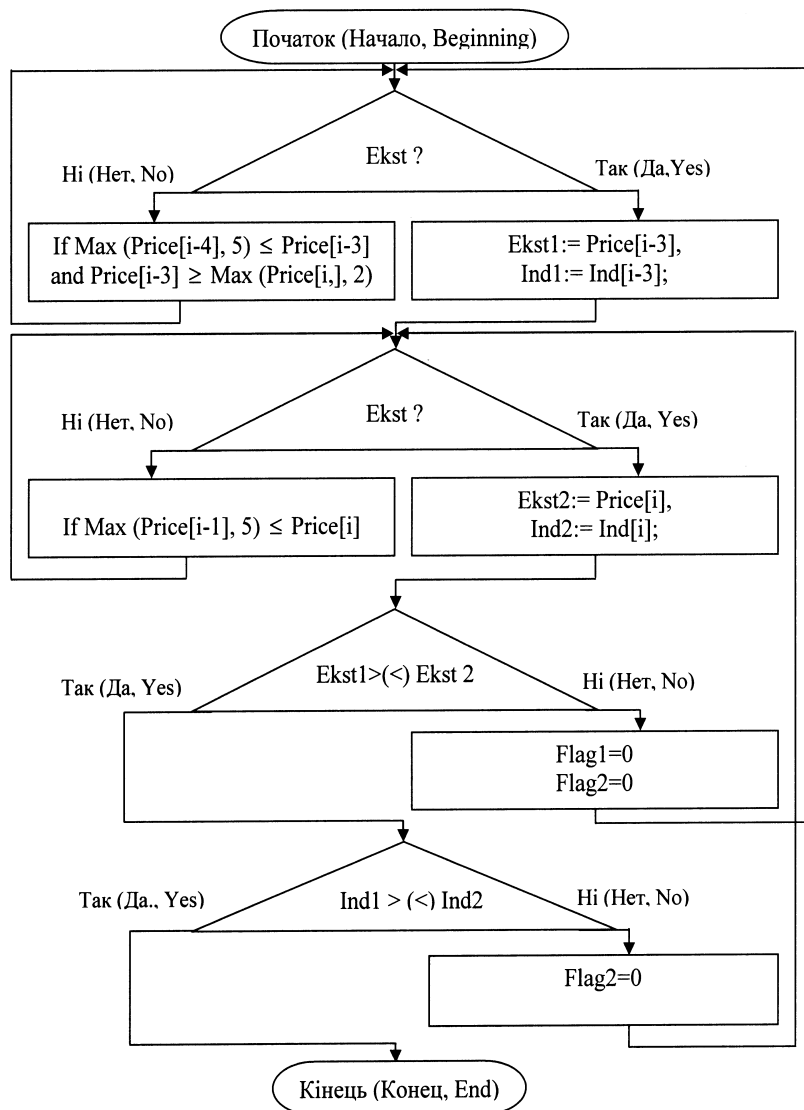 Початок (Начало, Beginning)
Ekst ?
Ні (Нет, No)
Так (Да,Yes)
If Max (Price[i-4], 5) ≤ Price[i-3]
and Price[i-3] ≥ Max (Price[i,], 2)
Ekst1:= Price[i-3],
Ind1:= Ind[i-3];
Ekst ?
Ні (Нет, No)
Так (Да, Yes)
If Max (Price[i-1], 5) ≤ Price[i]
Ekst2:= Price[i],
Ind2:= Ind[i];
Ekst1>(<) Ekst 2
Так (Да, Yes)
Ні (Нет, No)
Flag1=0
Flag2=0
Ind1 > (<) Ind2
Так (Да., Yes)
Ні (Нет, No)
Flag2=0
Кінець (Конец, End)